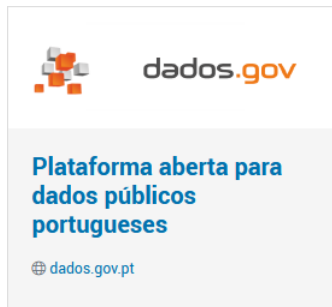 dados.gov
Plataforma aberta para
dados públicos
portugueses
dados.gov.pt